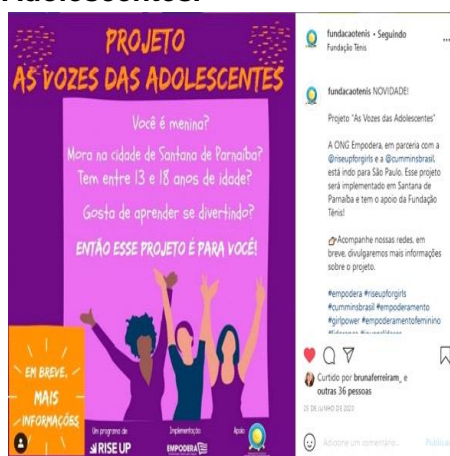 PROJETO
AS VOZES DAS ADOLESCENTES
Você é menina?
Mora na cidade de Santana de Parnaíba?
Tem entre 13 e 18 anos de idade?
Gosta de aprender se divertindo?
ENTÃO ESSE PROJETO É PARA VOCÊ!
EM BREVE,
MAIS
INFORMAÇÕES
Um programa de
RISE UP
Implementação
EMPODERA
Apoio
fundacaotenis • Seguindo
Fundação Tênis
fundacaotenis NOVIDADE!
Projeto "As Vozes das Adolescentes"
A ONG Empodera, em parceria com a
@riseupforgirls e a @cumminsbrasil,
está indo para São Paulo. Esse projeto
será implementado em Santana de
Parnaíba e tem o apoio da Fundação
Tênis!
Acompanhe nossas redes, em
breve, divulgaremos mais informações
sobre o projeto.
#empodera #riseupforgirls
#cumminsbrasil #empoderamento
#girlpower #empoderamentofeminino
Curtido por brunaferreiram_ e
outras 36 pessoas
DE JUNHO DE
Adicione um comentário...